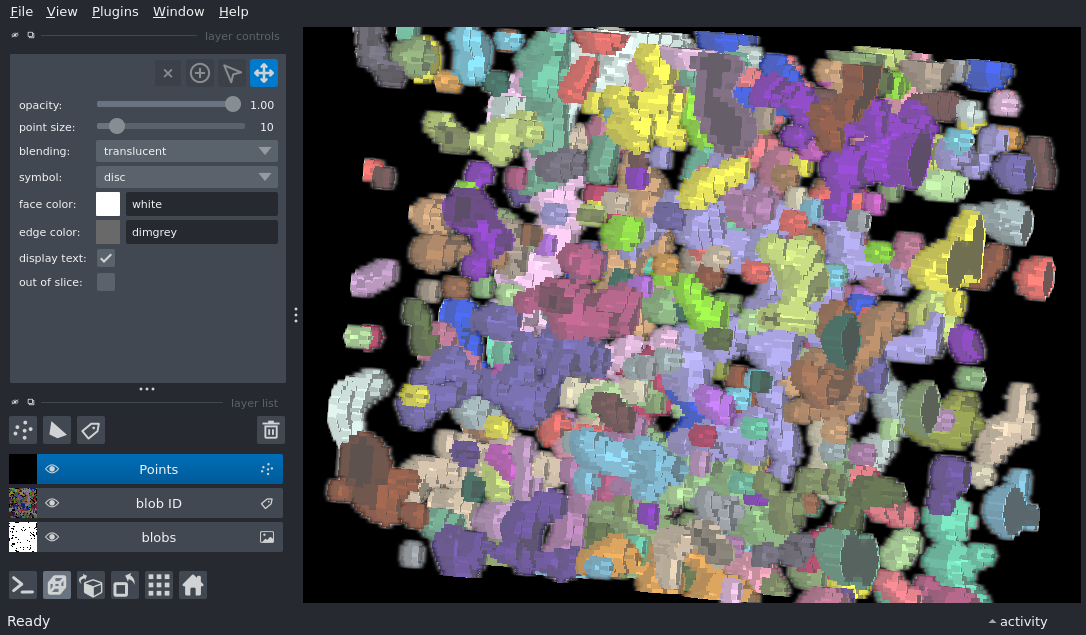 File View Plugins Window Help
layer controls
opacity: 1.00
point size: 10
blending: translucent
symbol: disc
face color: white
edge color: dimgrey
display text:
out of slice:
layer list
Points
blob ID
blobs
Ready
activity